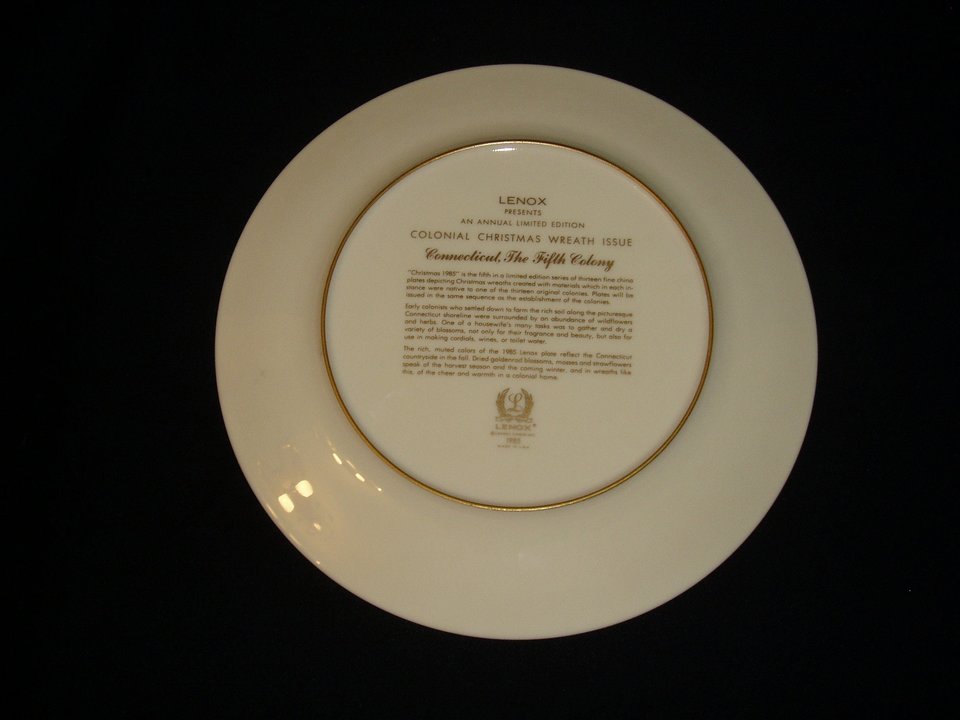 LENOX
PRESENTS
AN ANNUAL LIMITED EDITION
COLONIAL CHRISTMAS WREATH ISSUE
Connecticut, The Fifth Colony
"Christmas 1985" is the fifth in a limited edition series of thirteen fine china
plates depicting Christmas wreaths created with materials which in each in-
stance were native to one of the thirteen original colonies. Plates will be
issued in the same sequence as the establishment of the colonies.
Early colonists who settled down to farm the rich soil along the picturesque
Connecticut shoreline were surrounded by an abundance of wildflowers
and herbs. One of a housewife's many tasks was to gather and dry a
variety of blossoms, not only for their fragrance and beauty, but also for
use in making cordials, wines, or toilet water.
The rich, muted colors of the 1985 Lenox plate reflect the Connecticut
countryside in the fall. Dried goldenrod blossoms, mosses and strawflowers
speak of the harvest season and the coming winter, and in wreaths like
this, of the cheer and warmth in a colonial home.
L
LENOX®
1985
MADE IN U.S.A.